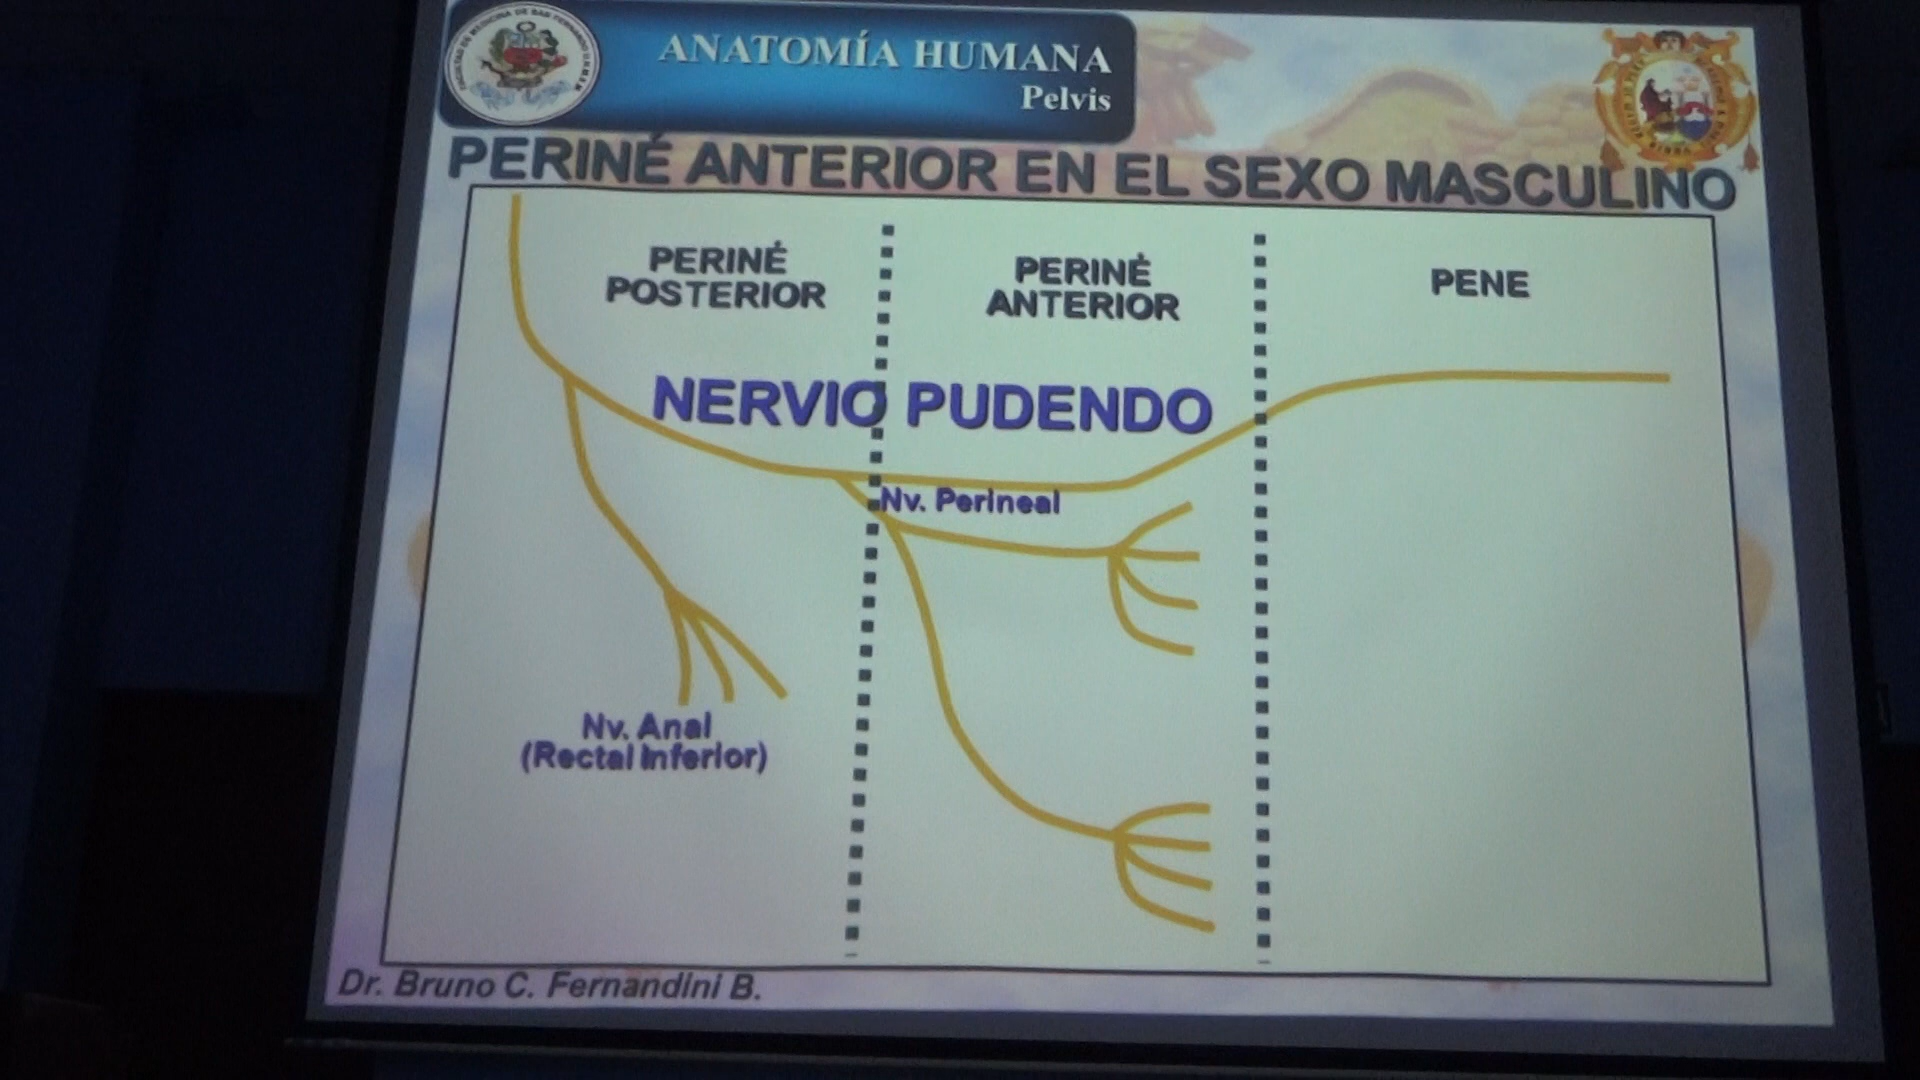 ANATOMÍA HUMANA
Pelvis
PERINÉ ANTERIOR EN EL SEXO MASCULINO
PERINÉ
POSTERIOR
PERINÉ
ANTERIOR
PENE
NERVIO PUDENDO
Nv. Perineal
Nv. Anal
(Rectal Inferior)
Dr. Bruno C. Fernandini B.